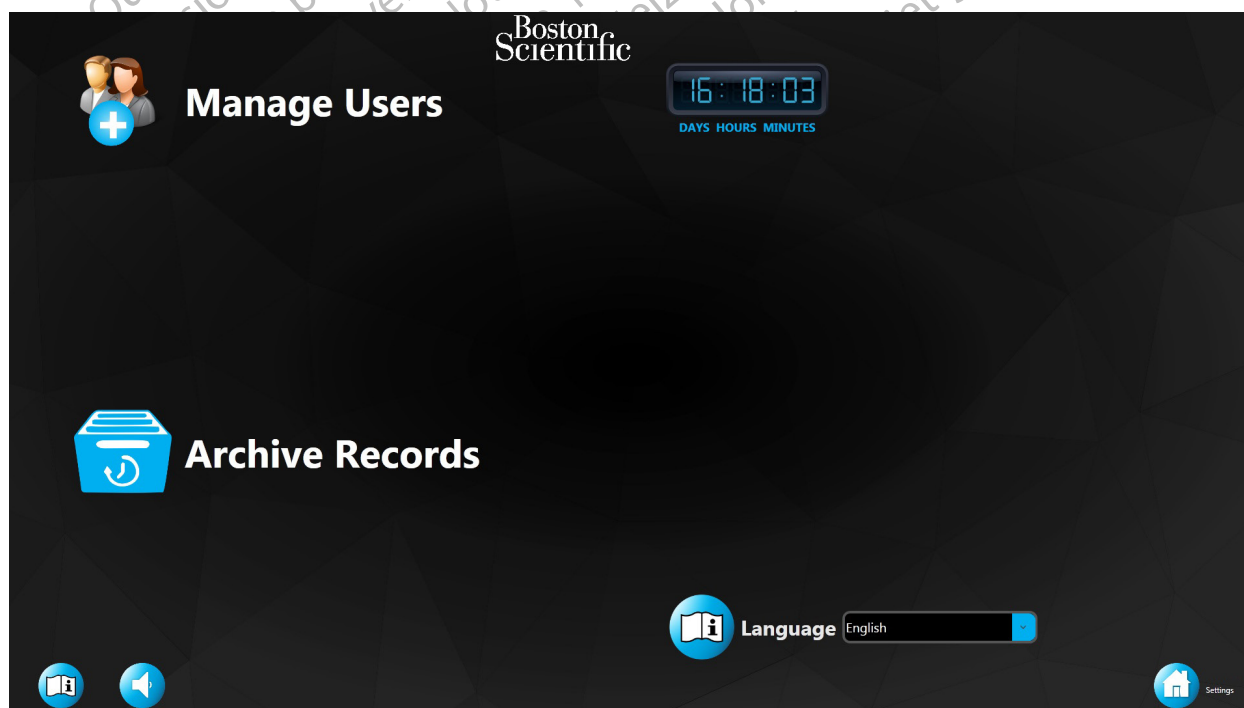 Boston
Scientific
Manage Users
16:18:03
DAYS HOURS MINUTES
Archive Records
Language English
Settings